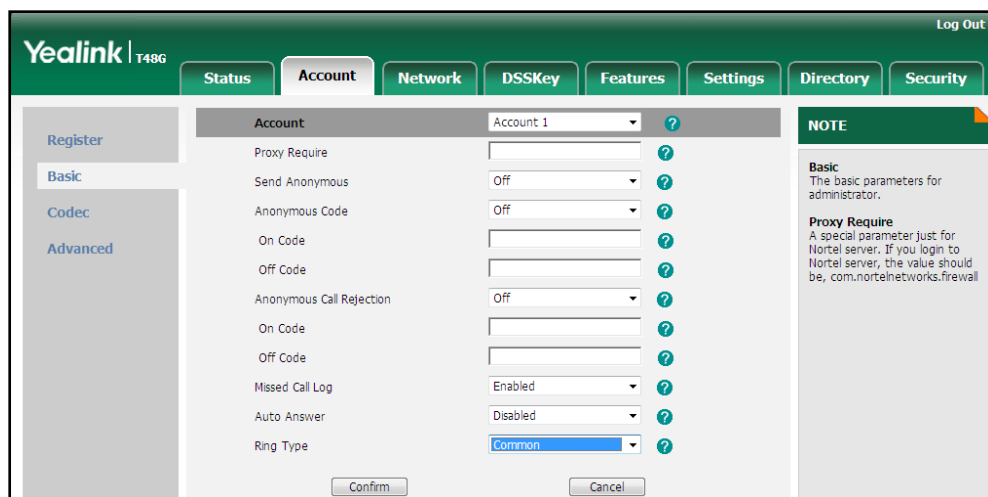 Log Out
Yealink T48G
Status Account Network DSSKey Features Settings Directory Security
Register
Basic
Codec
Advanced
Account Account 1 ?
Proxy Require ?
Send Anonymous Off ?
Anonymous Code Off ?
On Code ?
Off Code ?
Anonymous Call Rejection Off ?
On Code ?
Off Code ?
Missed Call Log Enabled ?
Auto Answer Disabled ?
Ring Type Common ?
Confirm Cancel
NOTE
Basic
The basic parameters for
administrator.
Proxy Require
A special parameter just for
Nortel server. If you login to
Nortel server, the value should
be, com.nortelnetworks.firewall